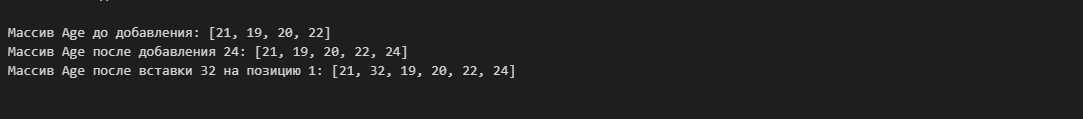 Массив Age до добавления: [21, 19, 20, 22]
Массив Age после добавления 24: [21, 19, 20, 22, 24]
Массив Age после вставки 32 на позицию 1: [21, 32, 19, 20, 22, 24]